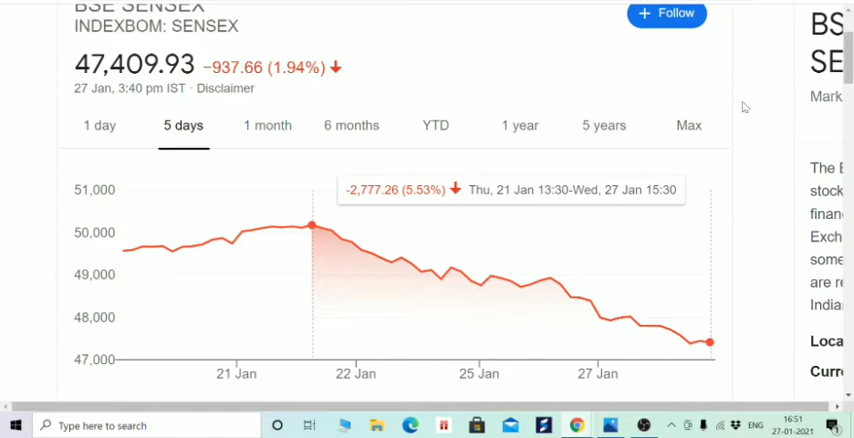 BSE SENSEX
INDEXBOM: SENSEX
+ Follow
47,409.93 −937.66 (1.94%)
27 Jan, 3:40 pm IST · Disclaimer
1 day 5 days 1 month 6 months YTD 1 year 5 years Max
-2,777.26 (5.53%) Thu, 21 Jan 13:30-Wed, 27 Jan 15:30
51,000
50,000
49,000
48,000
47,000
21 Jan 22 Jan 25 Jan 27 Jan
BS
SE
Mark
The B
stock
finan
Exch
some
are re
Indian
Loca
Curr
Type here to search
ENG
16:51
27-01-2021